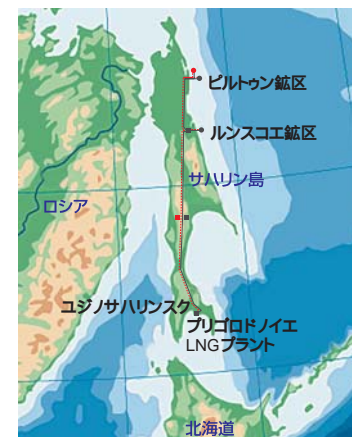 ピルトゥン鉱区
ルンスコエ鉱区
サハリン島
ロシア
ユジノサハリンスク
プリゴロドノイエ
LNGプラント
北海道